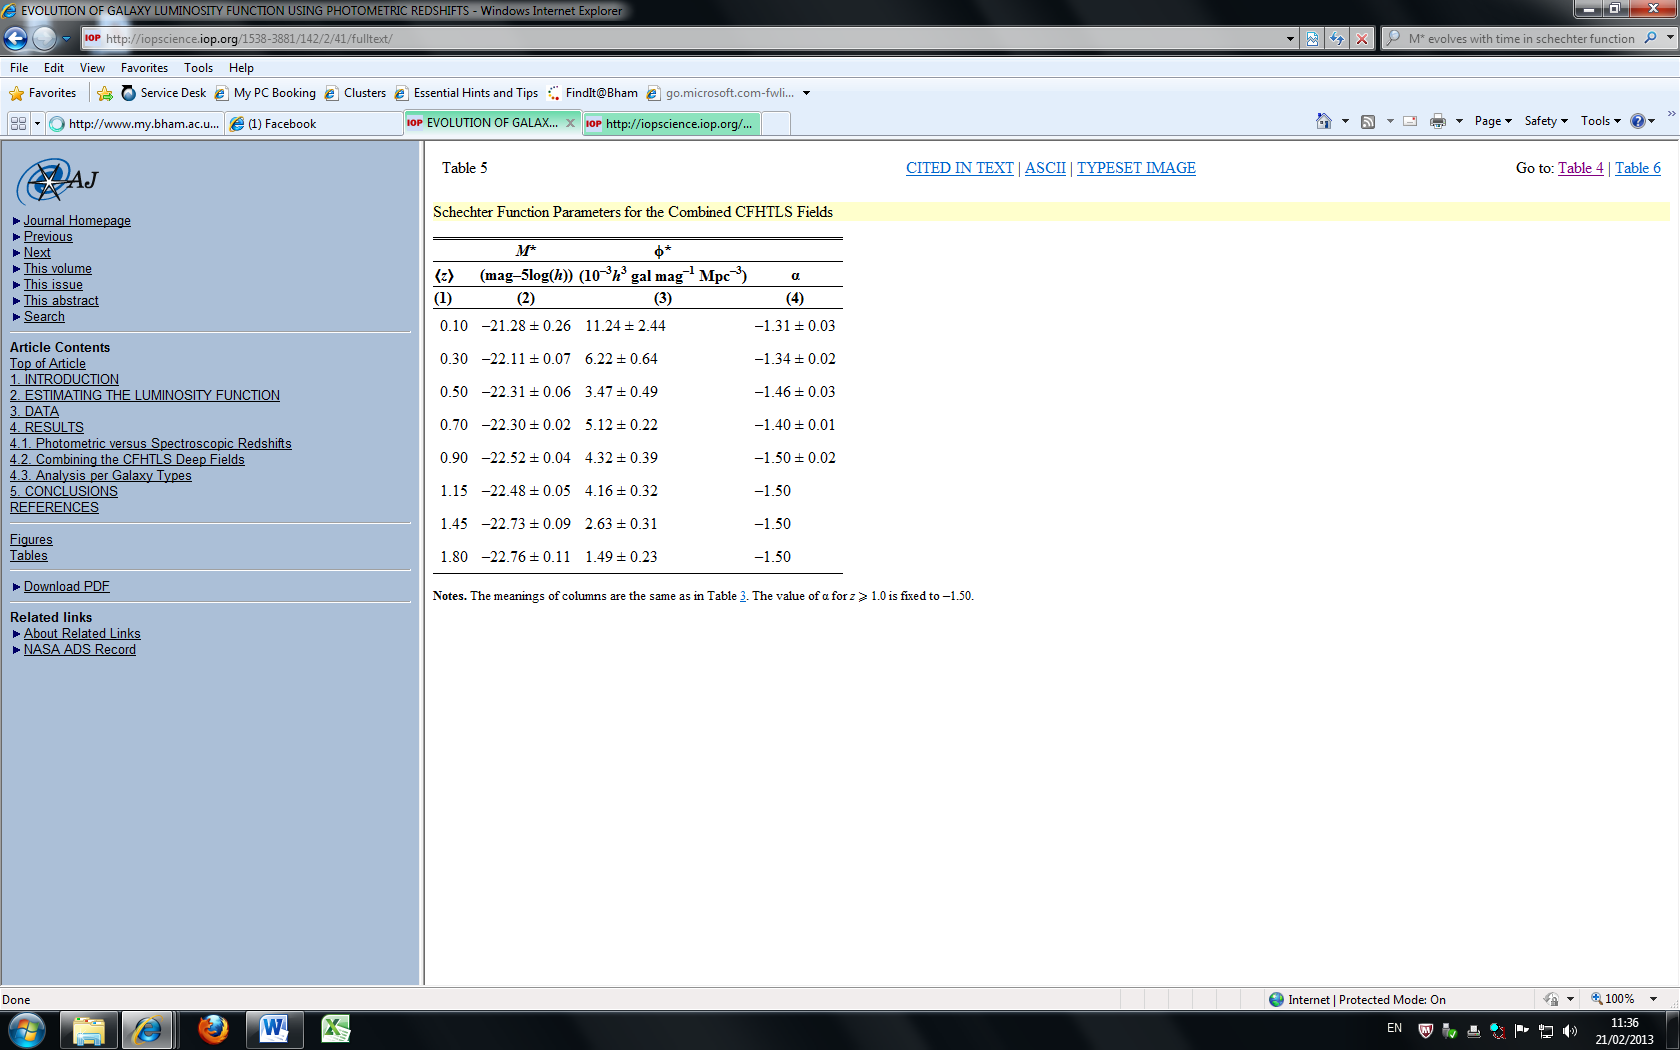 EVOLUTION OF GALAXY LUMINOSITY FUNCTION USING PHOTOMETRIC REDSHIFTS - Windows Internet Explorer
IOP http://iopscience.iop.org/1538-3881/142/2/41/fulltext/ M* evolves with time in schechter function
File Edit View Favorites Tools Help
Favorites Service Desk My PC Booking Clusters Essential Hints and Tips FindIt@Bham go.microsoft.com-fwli...
http://www.my.bham.ac.u... (1) Facebook IOP EVOLUTION OF GALAX... IOP http://iopscience.iop.org/... Page Safety Tools
AJ
Journal Homepage
Previous
Next
This volume
This issue
This abstract
Search
Article Contents
Top of Article
1. INTRODUCTION
2. ESTIMATING THE LUMINOSITY FUNCTION
3. DATA
4. RESULTS
4.1. Photometric versus Spectroscopic Redshifts
4.2. Combining the CFHTLS Deep Fields
4.3. Analysis per Galaxy Types
5. CONCLUSIONS
REFERENCES
Figures
Tables
Download PDF
Related links
About Related Links
NASA ADS Record
Table 5 CITED IN TEXT | ASCII | TYPESET IMAGE Go to: Table 4 | Table 6
Schechter Function Parameters for the Combined CFHTLS Fields
M* ϕ*
⟨z⟩ (mag–5log(h)) (10⁻³h³ gal mag⁻¹ Mpc⁻³) α
(1) (2) (3) (4)
0.10 –21.28 ± 0.26 11.24 ± 2.44 –1.31 ± 0.03
0.30 –22.11 ± 0.07 6.22 ± 0.64 –1.34 ± 0.02
0.50 –22.31 ± 0.06 3.47 ± 0.49 –1.46 ± 0.03
0.70 –22.30 ± 0.02 5.12 ± 0.22 –1.40 ± 0.01
0.90 –22.52 ± 0.04 4.32 ± 0.39 –1.50 ± 0.02
1.15 –22.48 ± 0.05 4.16 ± 0.32 –1.50
1.45 –22.73 ± 0.09 2.63 ± 0.31 –1.50
1.80 –22.76 ± 0.11 1.49 ± 0.23 –1.50
Notes. The meanings of columns are the same as in Table 3. The value of α for z ⩾ 1.0 is fixed to –1.50.
Done Internet | Protected Mode: On 100%
EN 11:36
21/02/2013